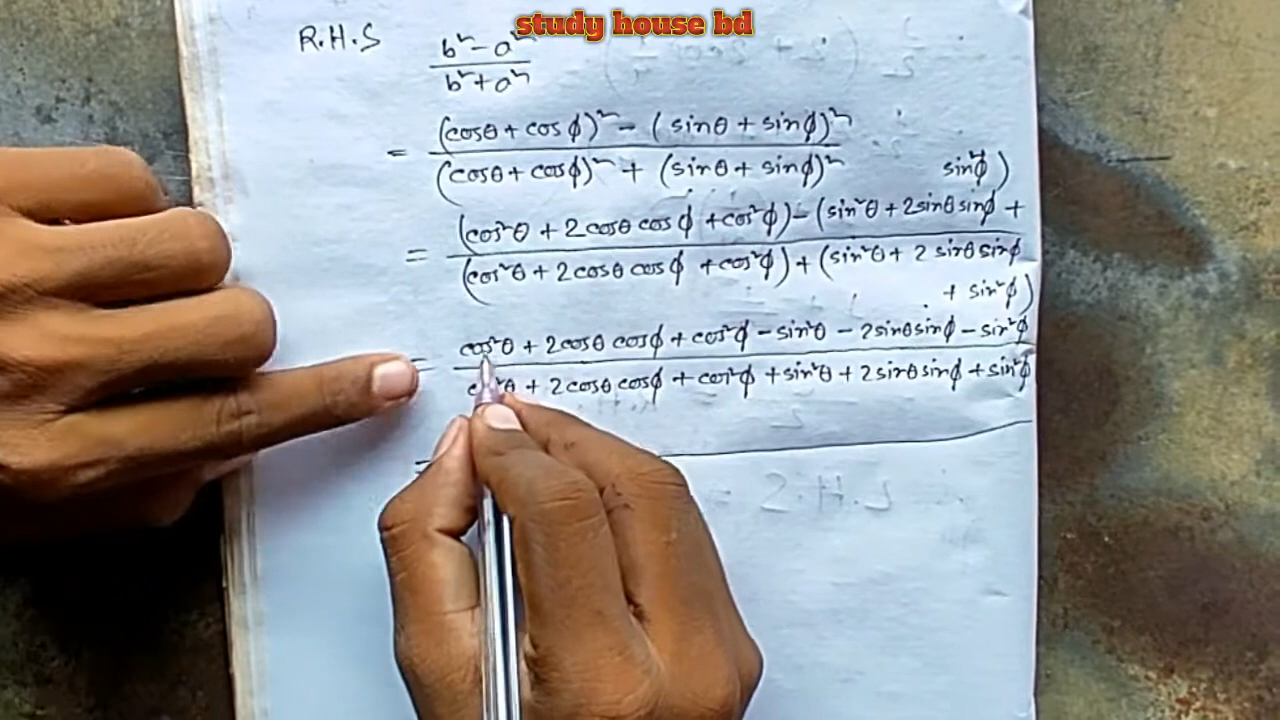 study house bd
R.H.S
b² - a²
b² + a²
= (cosθ + cosϕ)² - (sinθ + sinϕ)²
(cosθ + cosϕ)² + (sinθ + sinϕ)²
sin²ϕ)
= (cos²θ + 2cosθ cosϕ + cos²ϕ) - (sin²θ + 2sinθ sinϕ +
(cos²θ + 2cosθ cosϕ + cos²ϕ) + (sin²θ + 2 sinθ sinϕ
+ sin²ϕ)
= cos²θ + 2cosθ cosϕ + cos²ϕ - sin²θ - 2sinθ sinϕ - sin²ϕ
cos²θ + 2cosθ cosϕ + cos²ϕ + sin²θ + 2sinθ sinϕ + sin²ϕ